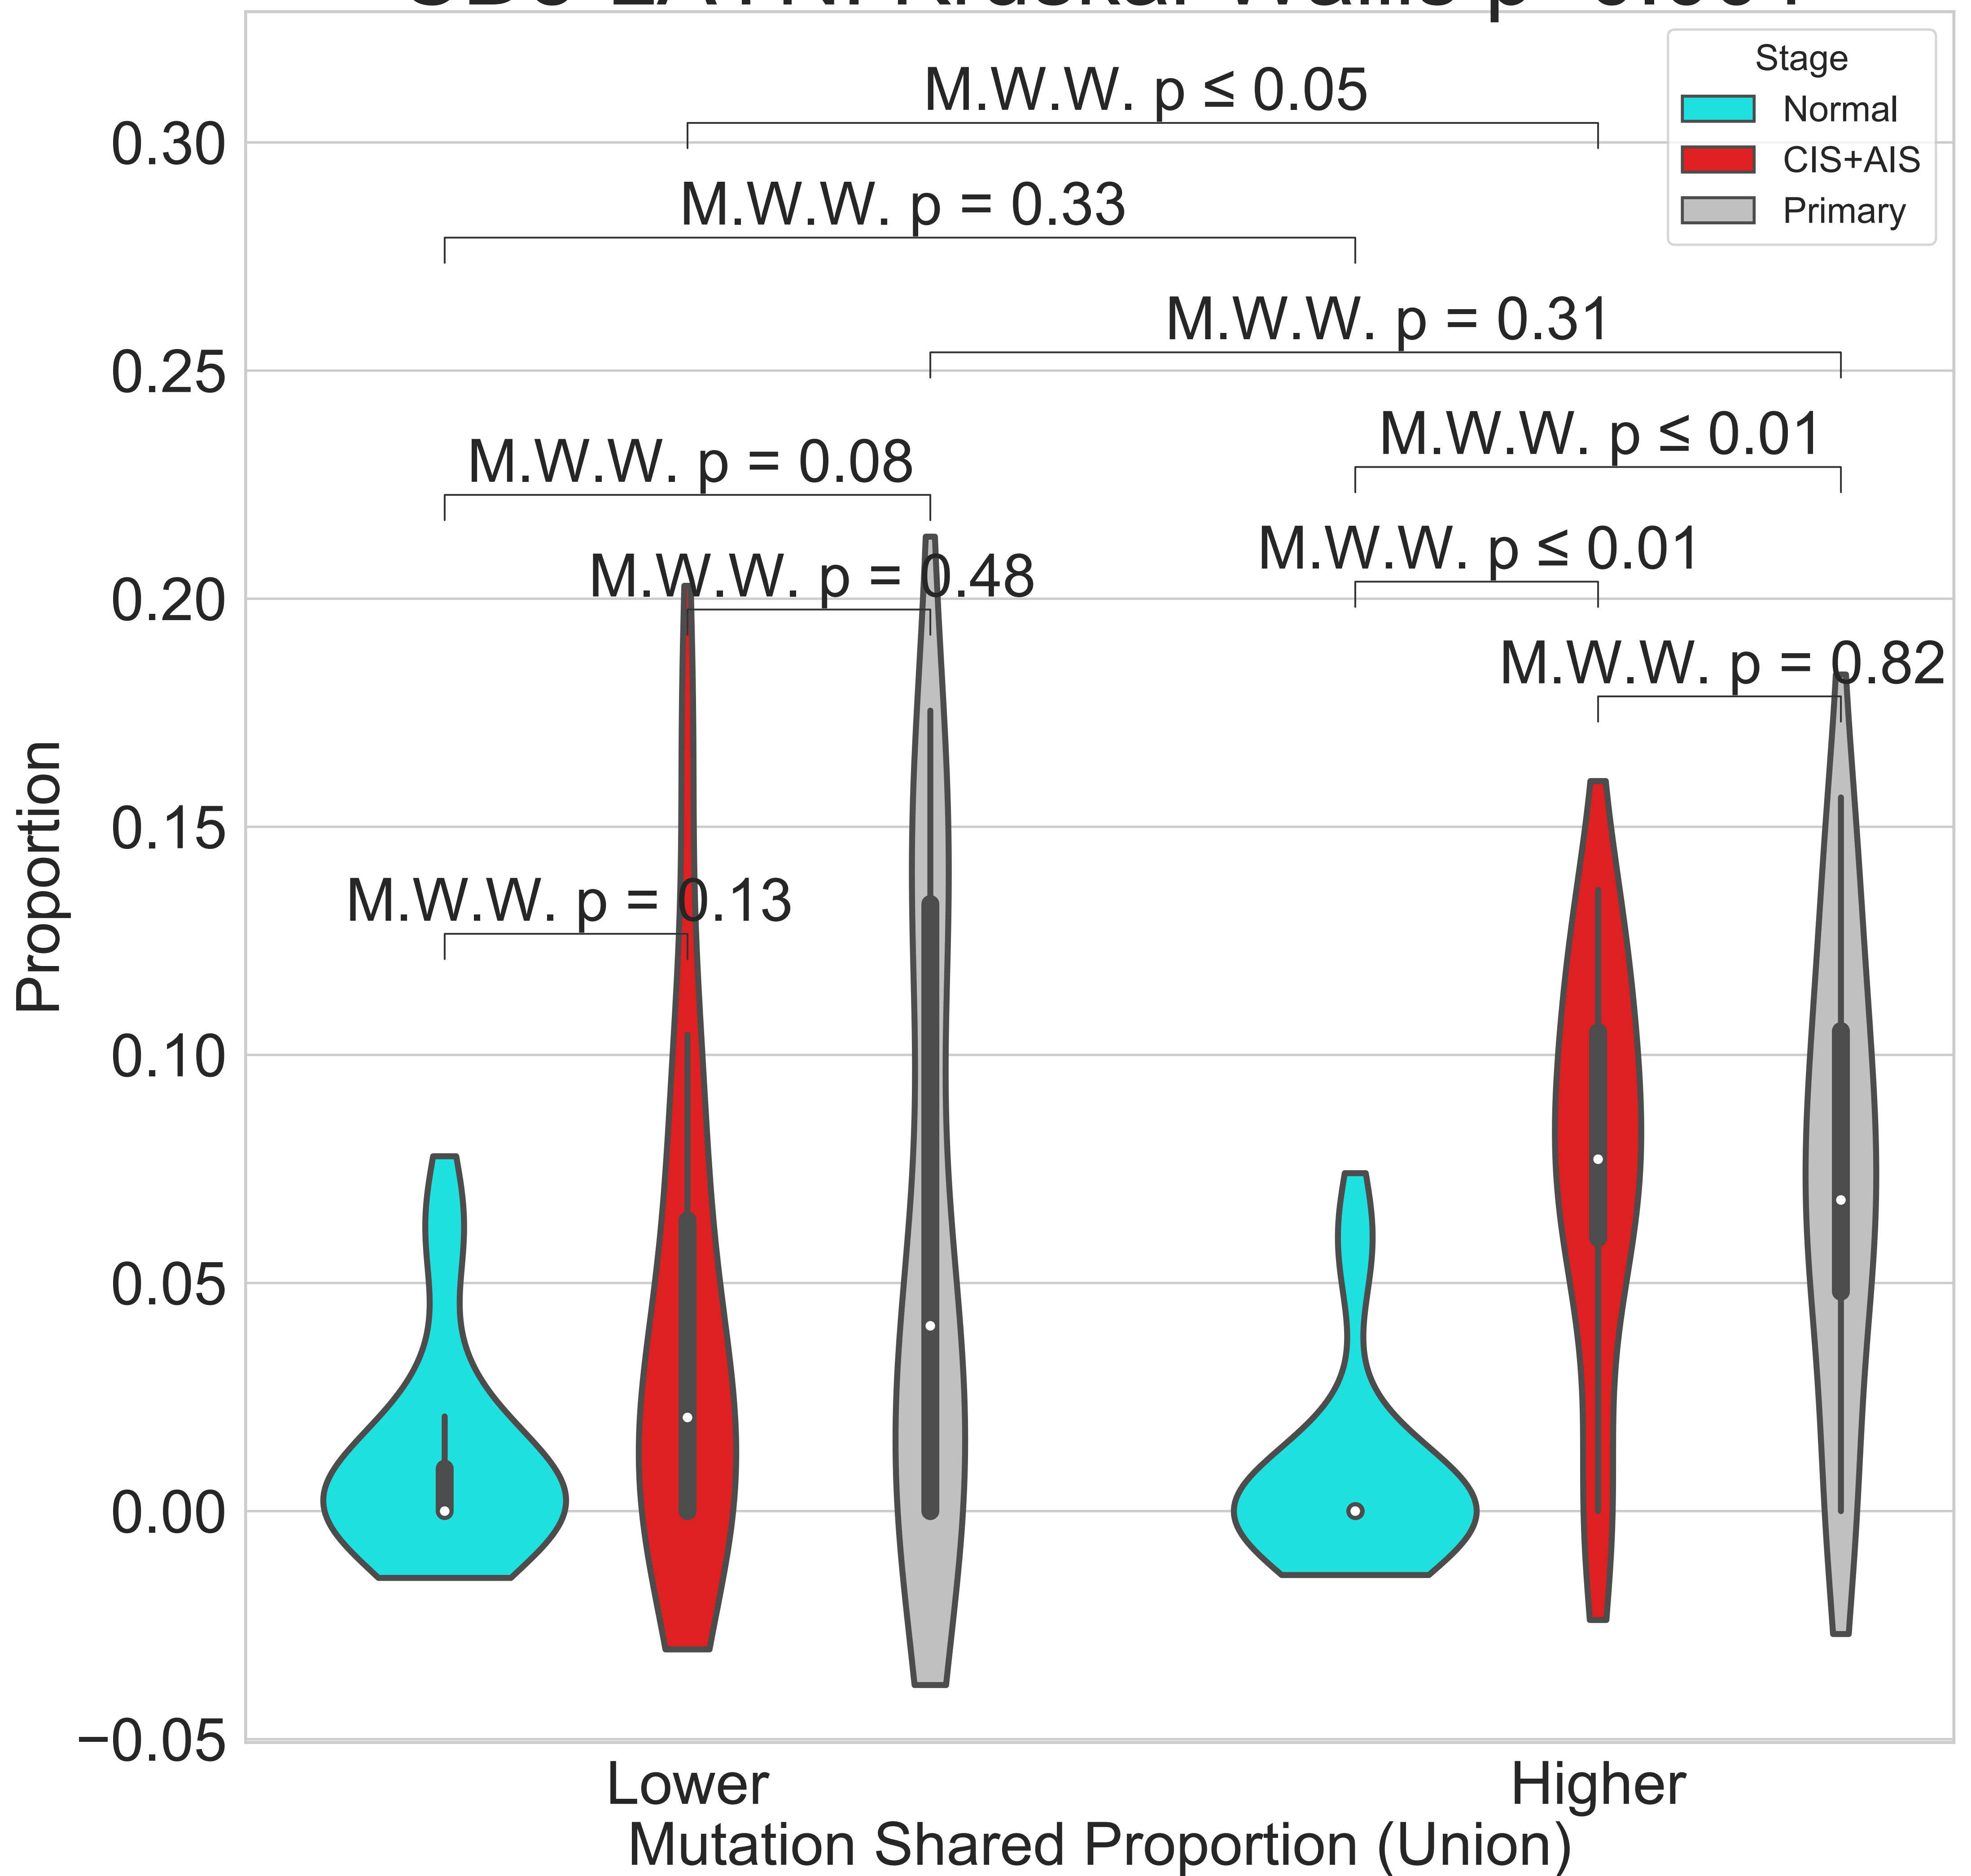 Stage
Normal
CIS+AIS
Primary
M.W.W. p ≤ 0.05
M.W.W. p = 0.33
M.W.W. p = 0.31
M.W.W. p ≤ 0.01
M.W.W. p = 0.08
M.W.W. p ≤ 0.01
M.W.W. p = 0.48
M.W.W. p = 0.82
M.W.W. p = 0.13
0.30
0.25
0.20
0.15
0.10
0.05
0.00
−0.05
Proportion
Lower
Higher
Mutation Shared Proportion (Union)